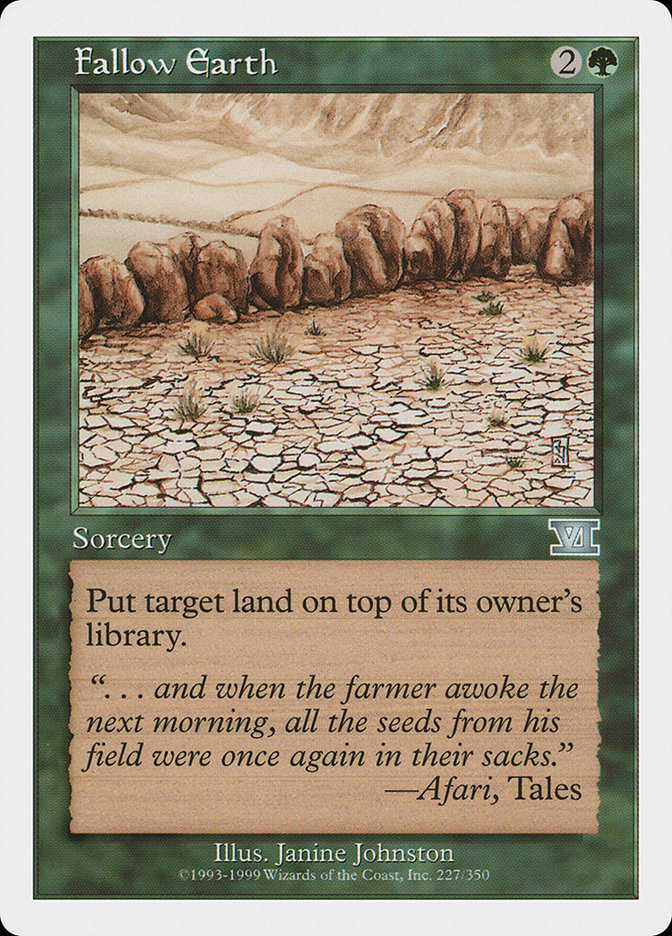 Fallow Earth 2
Sorcery VI
Put target land on top of its owner's
library.
“. . . and when the farmer awoke the
next morning, all the seeds from his
field were once again in their sacks.”
—Afari, Tales
Illus. Janine Johnston
©1993-1999 Wizards of the Coast, Inc. 227/350